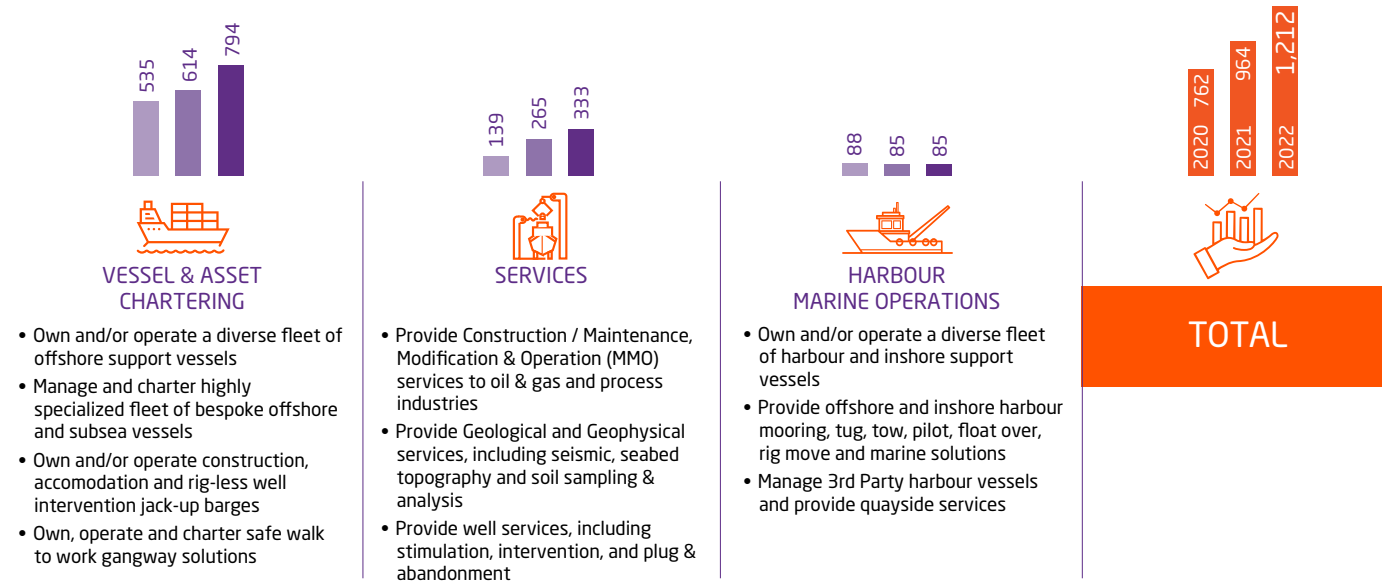 535
614
794
VESSEL & ASSET
CHARTERING
• Own and/or operate a diverse fleet of
offshore support vessels
• Manage and charter highly
specialized fleet of bespoke offshore
and subsea vessels
• Own and/or operate construction,
accomodation and rig-less well
intervention jack-up barges
• Own, operate and charter safe walk
to work gangway solutions
139
265
333
SERVICES
• Provide Construction / Maintenance,
Modification & Operation (MMO)
services to oil & gas and process
industries
• Provide Geological and Geophysical
services, including seismic, seabed
topography and soil sampling &
analysis
• Provide well services, including
stimulation, intervention, and plug &
abandonment
88
85
85
HARBOUR
MARINE OPERATIONS
• Own and/or operate a diverse fleet
of harbour and inshore support
vessels
• Provide offshore and inshore harbour
mooring, tug, tow, pilot, float over,
rig move and marine solutions
• Manage 3rd Party harbour vessels
and provide quayside services
2020 762
2021 964
2022 1,212
TOTAL